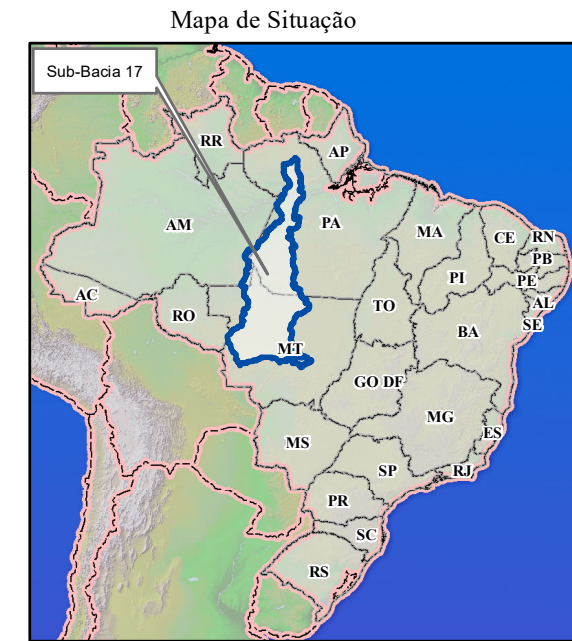 Mapa de Situação
Sub-Bacia 17
RR
AP
AM
PA
MA
CE
RN
PB
PI
PE
AC
AL
TO
RO
SE
BA
MT
GO DF
MG
MS
ES
SP
RJ
PR
SC
RS